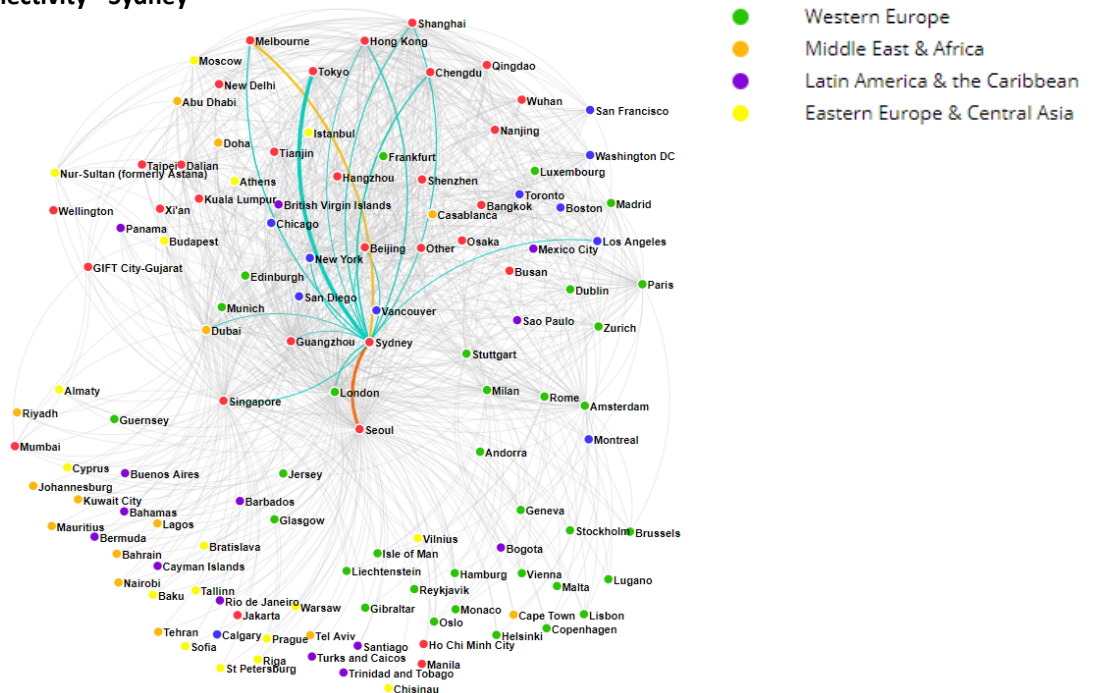 nectivity - Sydney
Western Europe
Middle East & Africa
Latin America & the Caribbean
Eastern Europe & Central Asia
Shanghai
Melbourne
Hong Kong
Moscow
Tokyo
Chengdu
Qingdao
New Delhi
Abu Dhabi
Wuhan
San Francisco
Istanbul
Nanjing
Doha
Tianjin
Frankfurt
Washington DC
Taipei
Dalian
Nur-Sultan (formerly Astana)
Hangzhou
Shenzhen
Luxembourg
Athens
Kuala Lumpur
British Virgin Islands
Toronto
Bangkok
Boston
Madrid
Wellington
Xi'an
Casablanca
Panama
Chicago
Budapest
Beijing
Other
Osaka
Mexico City
Los Angeles
New York
GIFT City-Gujarat
Edinburgh
Busan
Paris
San Diego
Dublin
Munich
Vancouver
Sao Paulo
Dubai
Zurich
Guangzhou
Sydney
Stuttgart
Almaty
London
Milan
Rome
Singapore
Amsterdam
Riyadh
Guernsey
Seoul
Mumbai
Montreal
Andorra
Cyprus
Buenos Aires
Jersey
Johannesburg
Kuwait City
Barbados
Bahamas
Geneva
Mauritius
Lagos
Glasgow
Stockholm
Brussels
Bermuda
Bratislava
Vilnius
Bahrain
Isle of Man
Bogota
Cayman Islands
Liechtenstein
Hamburg
Vienna
Lugano
Nairobi
Baku
Tallinn
Reykjavik
Malta
Rio de Janeiro
Warsaw
Gibraltar
Monaco
Jakarta
Cape Town
Lisbon
Oslo
Copenhagen
Tehran
Calgary
Prague
Tel Aviv
Helsinki
Sofia
Santiago
Ho Chi Minh City
Riga
Turks and Caicos
St Petersburg
Manila
Trinidad and Tobago
Chisinau